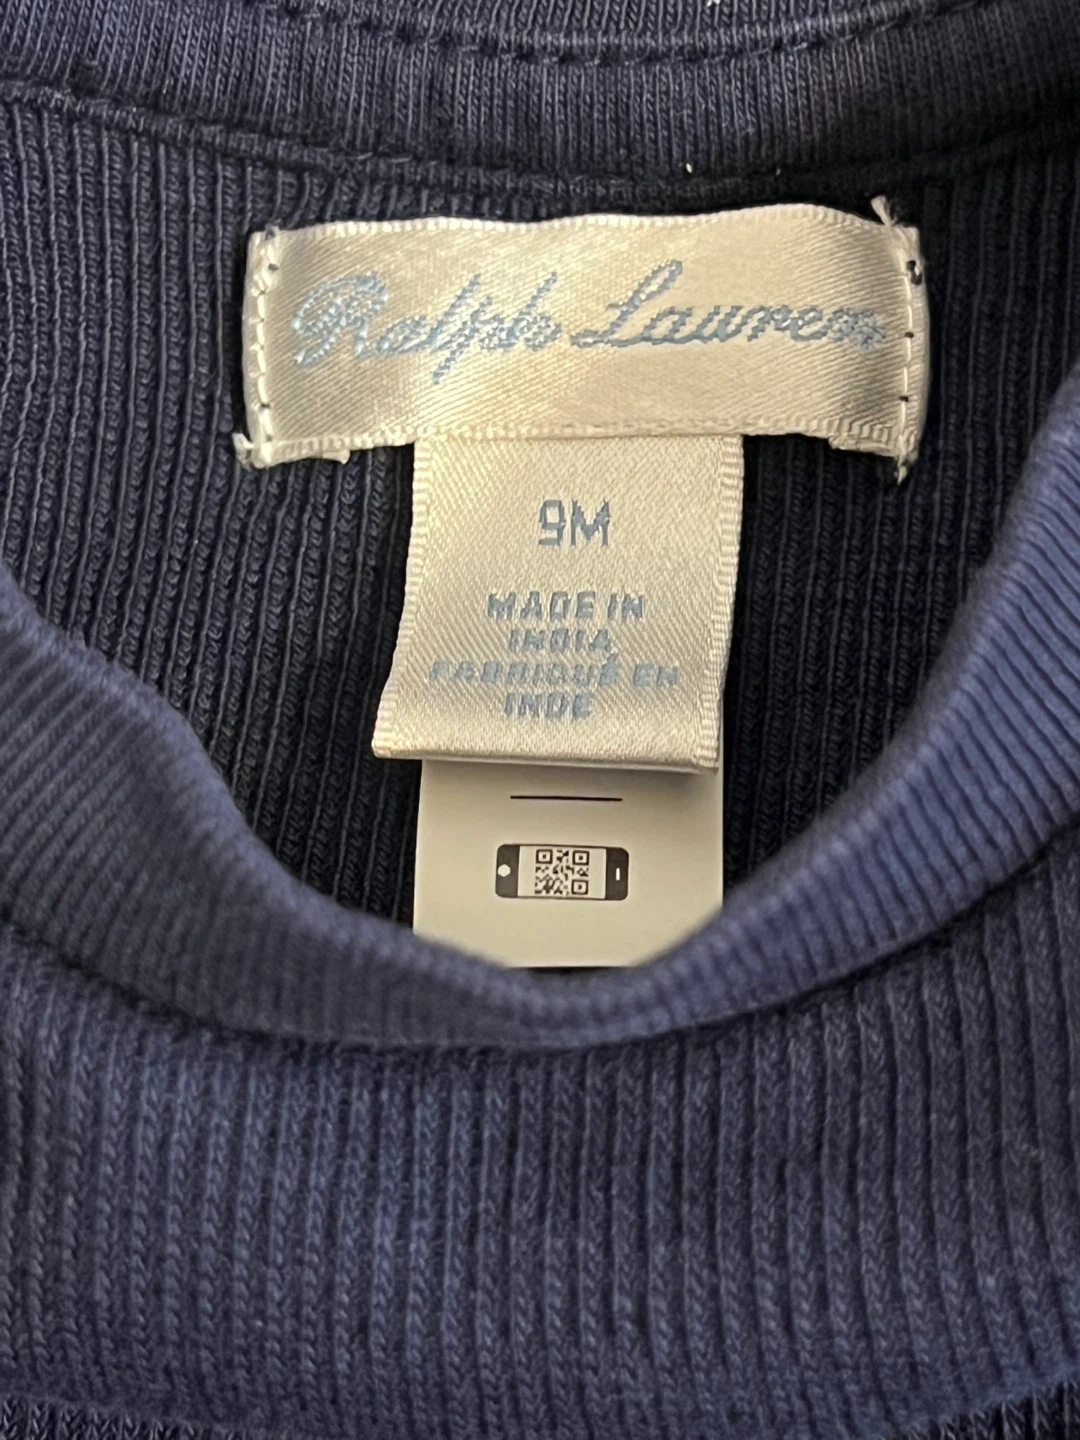 Ralph Lauren
9M
MADE IN
INDIA
FABRIQUÉ EN
INDE